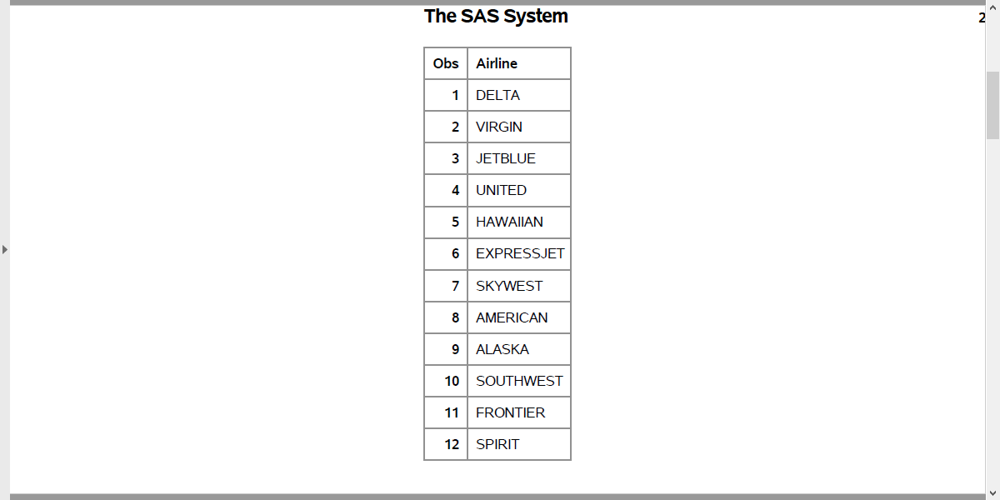 The SAS System
2
Obs Airline
1 DELTA
2 VIRGIN
3 JETBLUE
4 UNITED
5 HAWAIIAN
6 EXPRESSJET
7 SKYWEST
8 AMERICAN
9 ALASKA
10 SOUTHWEST
11 FRONTIER
12 SPIRIT